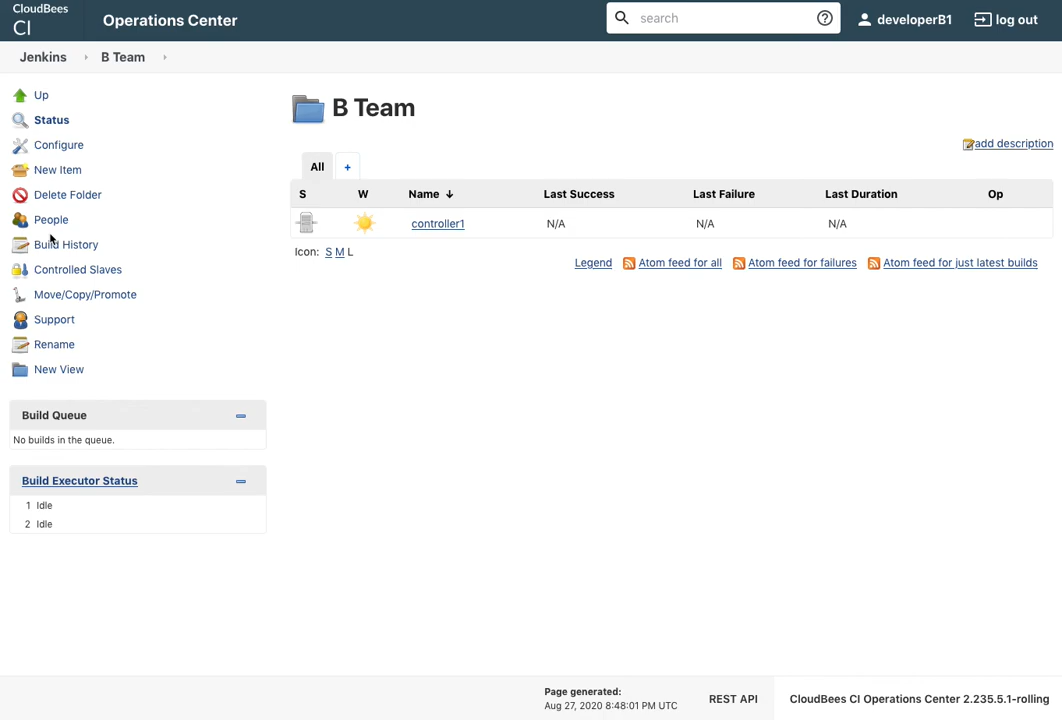 CloudBees
CI
Operations Center
search
developerB1
log out
Jenkins
B Team
Up
Status
Configure
New Item
Delete Folder
People
Build History
Controlled Slaves
Move/Copy/Promote
Support
Rename
New View
Build Queue
No builds in the queue.
Build Executor Status
1 Idle
2 Idle
B Team
add description
All +
S W Name ↓ Last Success Last Failure Last Duration Op
controller1 N/A N/A N/A
Icon: S M L
Legend Atom feed for all Atom feed for failures Atom feed for just latest builds
Page generated:
Aug 27, 2020 8:48:01 PM UTC
REST API
CloudBees CI Operations Center 2.235.5.1-rolling